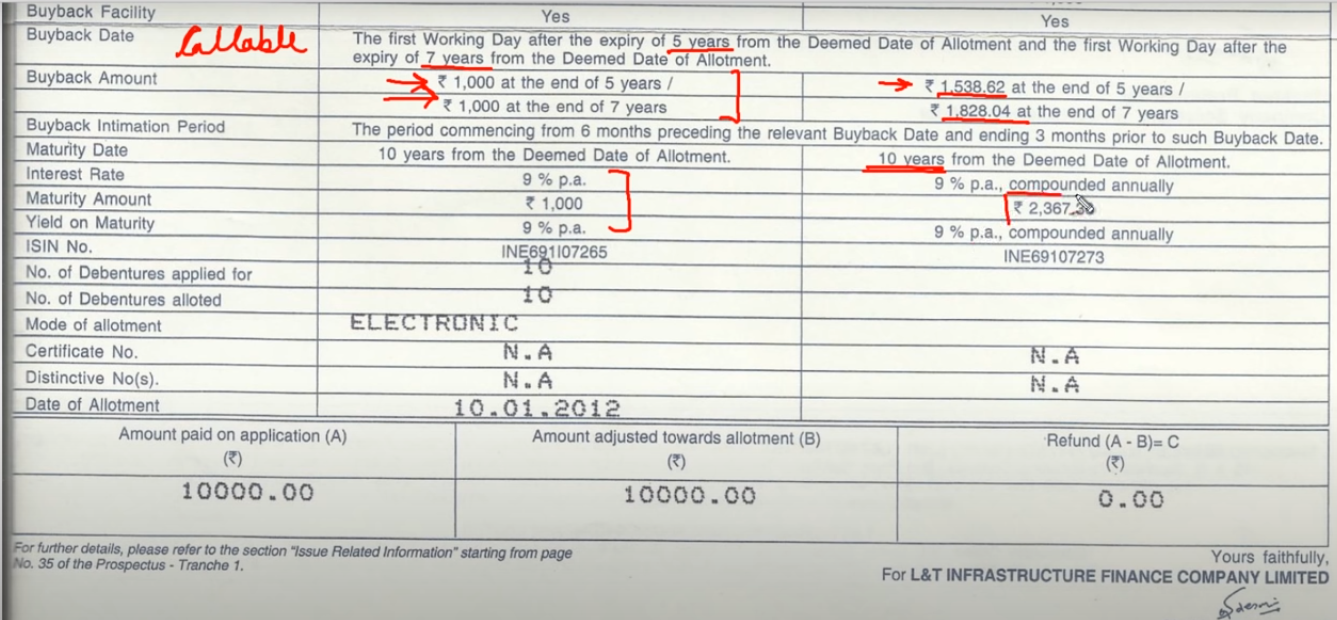 Buyback Facility Yes Yes
Buyback Date Callable The first Working Day after the expiry of 5 years from the Deemed Date of Allotment and the first Working Day after the
expiry of 7 years from the Deemed Date of Allotment.
Buyback Amount ₹ 1,000 at the end of 5 years / ₹ 1,538.62 at the end of 5 years /
₹ 1,000 at the end of 7 years ₹ 1,828.04 at the end of 7 years
Buyback Intimation Period The period commencing from 6 months preceding the relevant Buyback Date and ending 3 months prior to such Buyback Date.
Maturity Date 10 years from the Deemed Date of Allotment. 10 years from the Deemed Date of Allotment.
Interest Rate 9 % p.a. 9 % p.a., compounded annually
Maturity Amount ₹ 1,000 ₹ 2,367
Yield on Maturity 9 % p.a. 9 % p.a., compounded annually
ISIN No. INE691I07265 INE69107273
No. of Debentures applied for 10
No. of Debentures alloted 10
Mode of allotment ELECTRONIC
Certificate No. N.A N.A
Distinctive No(s). N.A N.A
Date of Allotment 10.01.2012
Amount paid on application (A) Amount adjusted towards allotment (B) Refund (A - B)= C
(₹) (₹) (₹)
10000.00 10000.00 0.00
For further details, please refer to the section "Issue Related Information" starting from page
No. 35 of the Prospectus - Tranche 1.
Yours faithfully,
For L&T INFRASTRUCTURE FINANCE COMPANY LIMITED